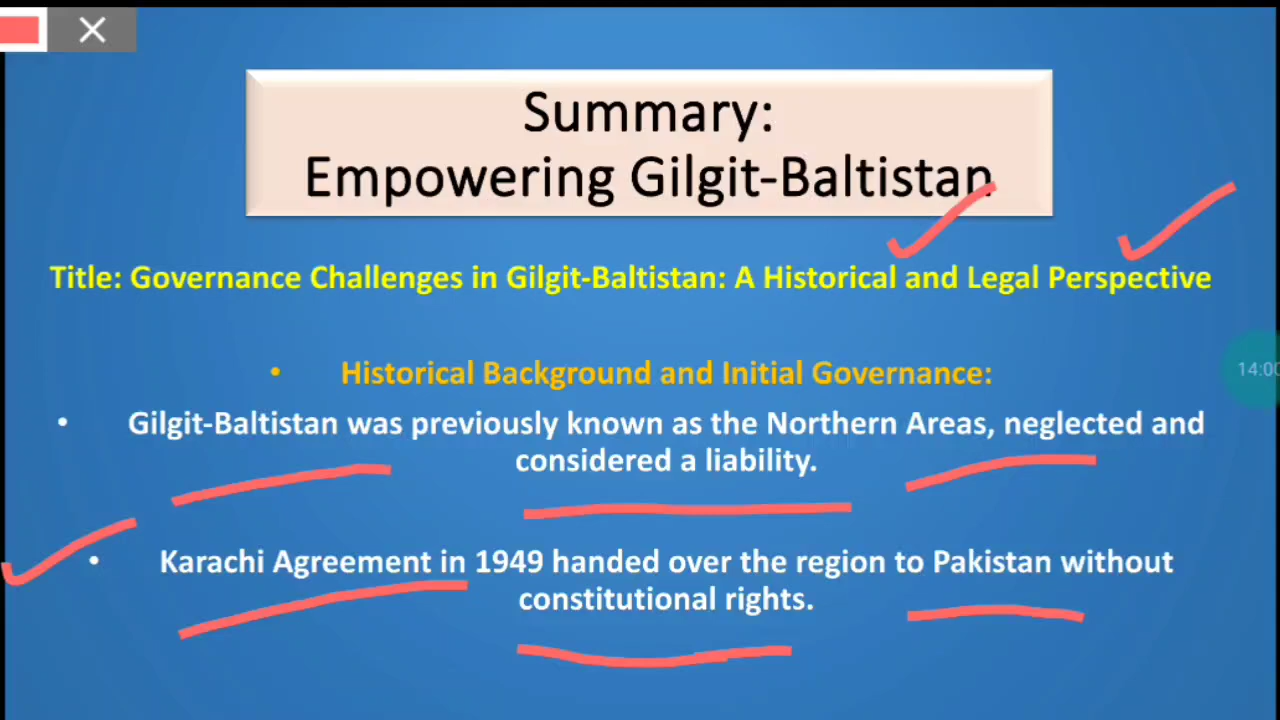 Summary:
Empowering Gilgit-Baltistan
Title: Governance Challenges in Gilgit-Baltistan: A Historical and Legal Perspective
• Historical Background and Initial Governance:
• Gilgit-Baltistan was previously known as the Northern Areas, neglected and
considered a liability.
• Karachi Agreement in 1949 handed over the region to Pakistan without
constitutional rights.